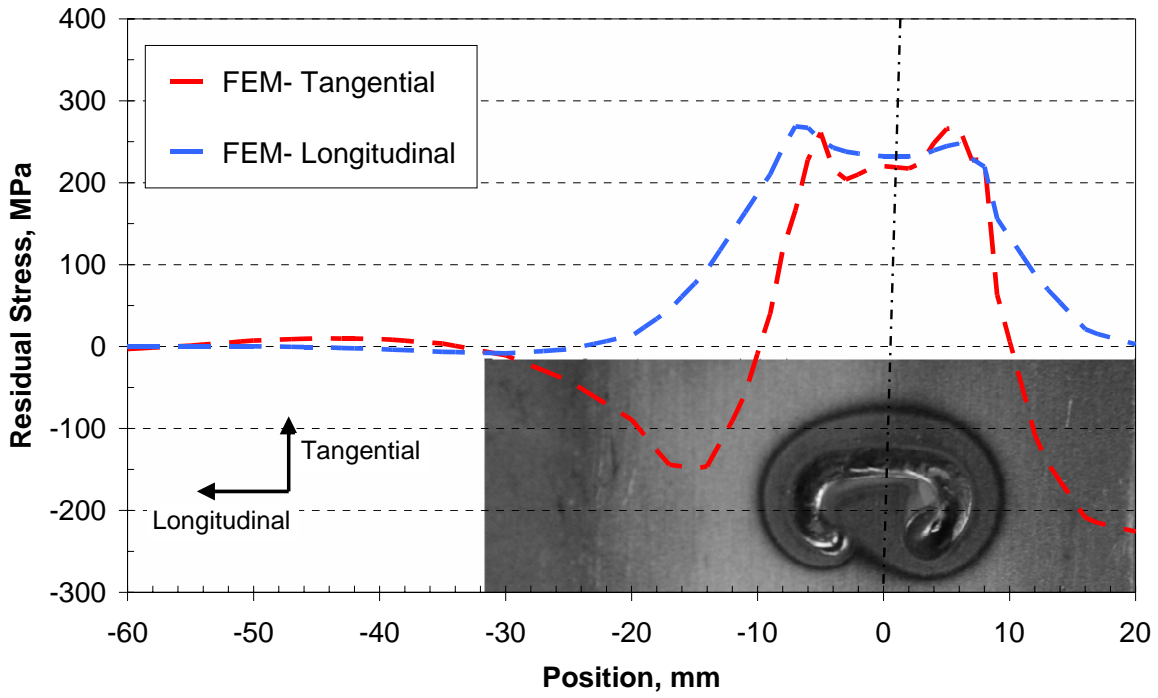 400
300
200
100
0
-100
-200
-300
Residual Stress, MPa
FEM- Tangential
FEM- Longitudinal
Tangential
Longitudinal
-60 -50 -40 -30 -20 -10 0 10 20
Position, mm